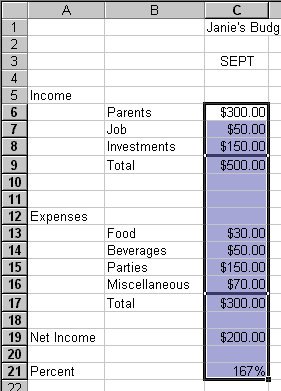 A B C
1 Janie's Budg
2
3 SEPT
4
5 Income
6 Parents $300.00
7 Job $50.00
8 Investments $150.00
9 Total $500.00
10
11
12 Expenses
13 Food $30.00
14 Beverages $50.00
15 Parties $150.00
16 Miscellaneous $70.00
17 Total $300.00
18
19 Net Income $200.00
20
21 Percent 167%
22